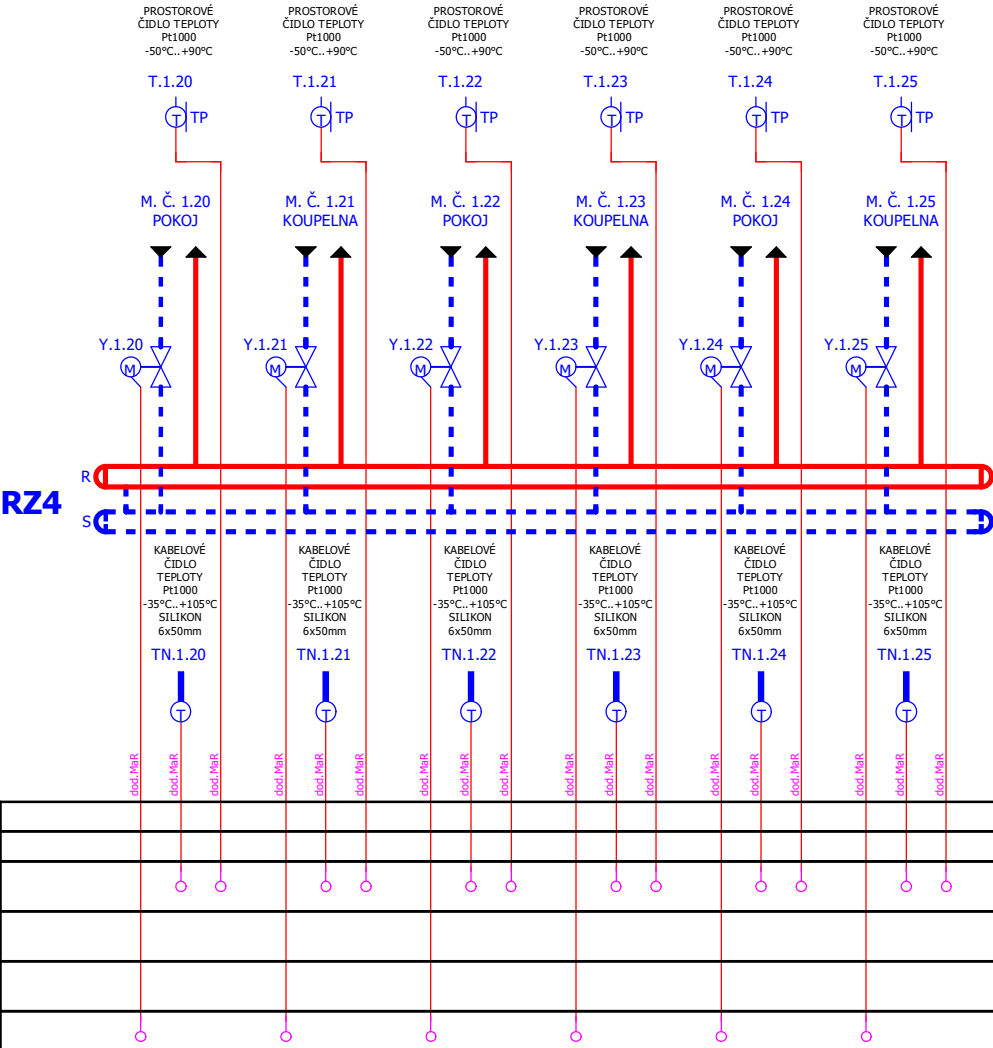 PROSTOROVÉ PROSTOROVÉ PROSTOROVÉ PROSTOROVÉ PROSTOROVÉ PROSTOROVÉ
ČIDLO TEPLOTY ČIDLO TEPLOTY ČIDLO TEPLOTY ČIDLO TEPLOTY ČIDLO TEPLOTY ČIDLO TEPLOTY
Pt1000 Pt1000 Pt1000 Pt1000 Pt1000 Pt1000
-50°C..+90°C -50°C..+90°C -50°C..+90°C -50°C..+90°C -50°C..+90°C -50°C..+90°C
T.1.20 T.1.21 T.1.22 T.1.23 T.1.24 T.1.25
T TP T TP T TP T TP T TP T TP
M. Č. 1.20 M. Č. 1.21 M. Č. 1.22 M. Č. 1.23 M. Č. 1.24 M. Č. 1.25
POKOJ KOUPELNA POKOJ KOUPELNA POKOJ KOUPELNA
Y.1.20 Y.1.21 Y.1.22 Y.1.23 Y.1.24 Y.1.25
M M M M M M
R
RZ4
S
KABELOVÉ KABELOVÉ KABELOVÉ KABELOVÉ KABELOVÉ KABELOVÉ
ČIDLO ČIDLO ČIDLO ČIDLO ČIDLO ČIDLO
TEPLOTY TEPLOTY TEPLOTY TEPLOTY TEPLOTY TEPLOTY
Pt1000 Pt1000 Pt1000 Pt1000 Pt1000 Pt1000
-35°C..+105°C -35°C..+105°C -35°C..+105°C -35°C..+105°C -35°C..+105°C -35°C..+105°C
SILIKON SILIKON SILIKON SILIKON SILIKON SILIKON
6x50mm 6x50mm 6x50mm 6x50mm 6x50mm 6x50mm
TN.1.20 TN.1.21 TN.1.22 TN.1.23 TN.1.24 TN.1.25
T T T T T T
dod.MaR dod.MaR dod.MaR dod.MaR dod.MaR dod.MaR dod.MaR dod.MaR dod.MaR dod.MaR dod.MaR dod.MaR dod.MaR dod.MaR dod.MaR dod.MaR dod.MaR dod.MaR